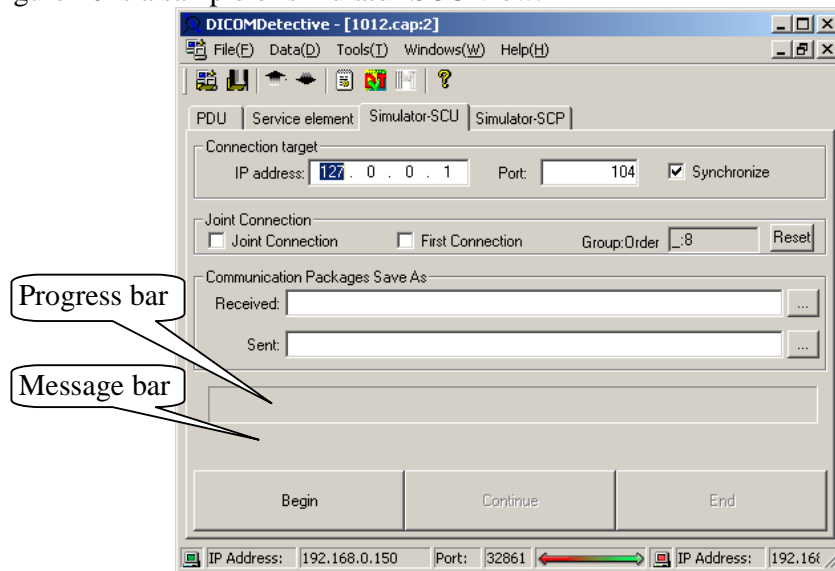 DICOMDetective - [1012.cap:2]
File(F) Data(D) Tools(T) Windows(W) Help(H)
PDU Service element Simulator-SCU Simulator-SCP
Connection target
IP address: 127 . 0 . 0 . 1 Port: 104 Synchronize
Joint Connection
Joint Connection First Connection Group:Order _:8 Reset
Communication Packages Save As
Progress bar
Received: ...
Sent: ...
Message bar
Begin Continue End
IP Address: 192.168.0.150 Port: 32861 IP Address: